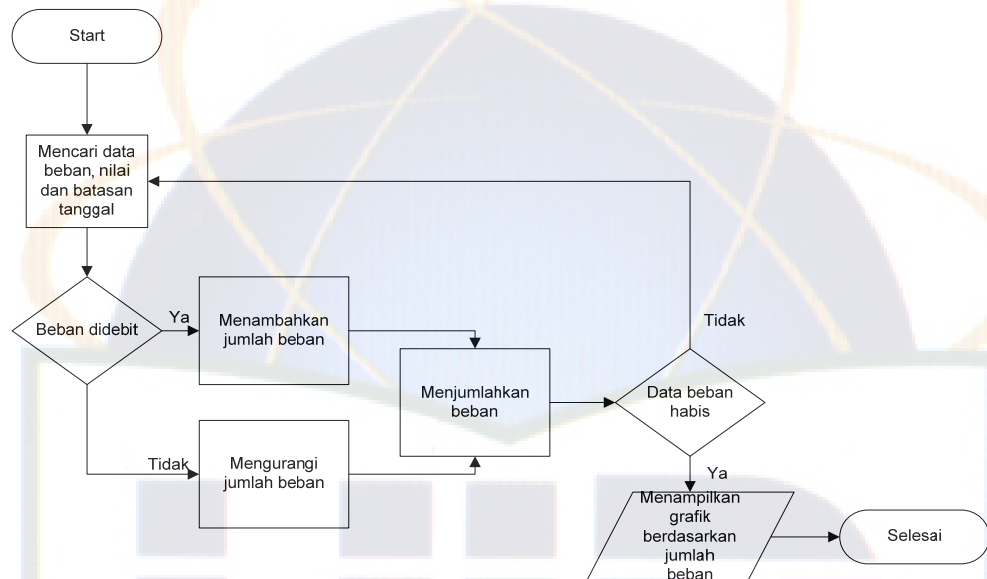 Start
Mencari data
beban, nilai
dan batasan
tanggal
Beban didebit
Ya
Menambahkan
jumlah beban
Tidak
Mengurangi
jumlah beban
Menjumlahkan
beban
Tidak
Data beban
habis
Ya
Menampilkan
grafik
berdasarkan
jumlah
beban
Selesai